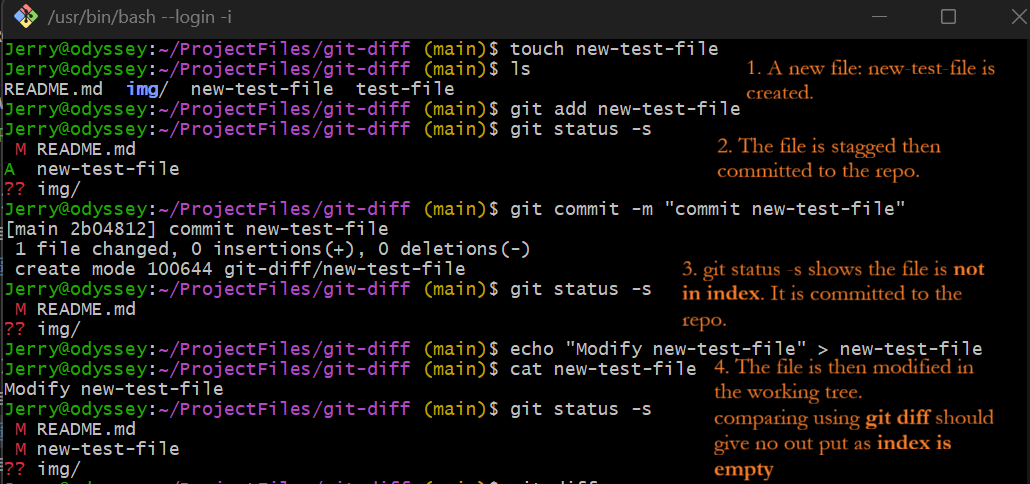 /usr/bin/bash --login -i
Jerry@odyssey:~/ProjectFiles/git-diff (main)$ touch new-test-file
Jerry@odyssey:~/ProjectFiles/git-diff (main)$ ls
README.md  img/  new-test-file  test-file
1. A new file: new-test-file is
created.
Jerry@odyssey:~/ProjectFiles/git-diff (main)$ git add new-test-file
Jerry@odyssey:~/ProjectFiles/git-diff (main)$ git status -s
 M README.md
A  new-test-file
?? img/
2. The file is stagged then
committed to the repo.
Jerry@odyssey:~/ProjectFiles/git-diff (main)$ git commit -m "commit new-test-file"
[main 2b04812] commit new-test-file
 1 file changed, 0 insertions(+), 0 deletions(-)
 create mode 100644 git-diff/new-test-file
Jerry@odyssey:~/ProjectFiles/git-diff (main)$ git status -s
 M README.md
?? img/
3. git status -s shows the file is not
in index. It is committed to the
repo.
Jerry@odyssey:~/ProjectFiles/git-diff (main)$ echo "Modify new-test-file" > new-test-file
Jerry@odyssey:~/ProjectFiles/git-diff (main)$ cat new-test-file
Modify new-test-file
Jerry@odyssey:~/ProjectFiles/git-diff (main)$ git status -s
 M README.md
 M new-test-file
?? img/
4. The file is then modified in
the working tree.
comparing using git diff should
give no out put as index is
empty